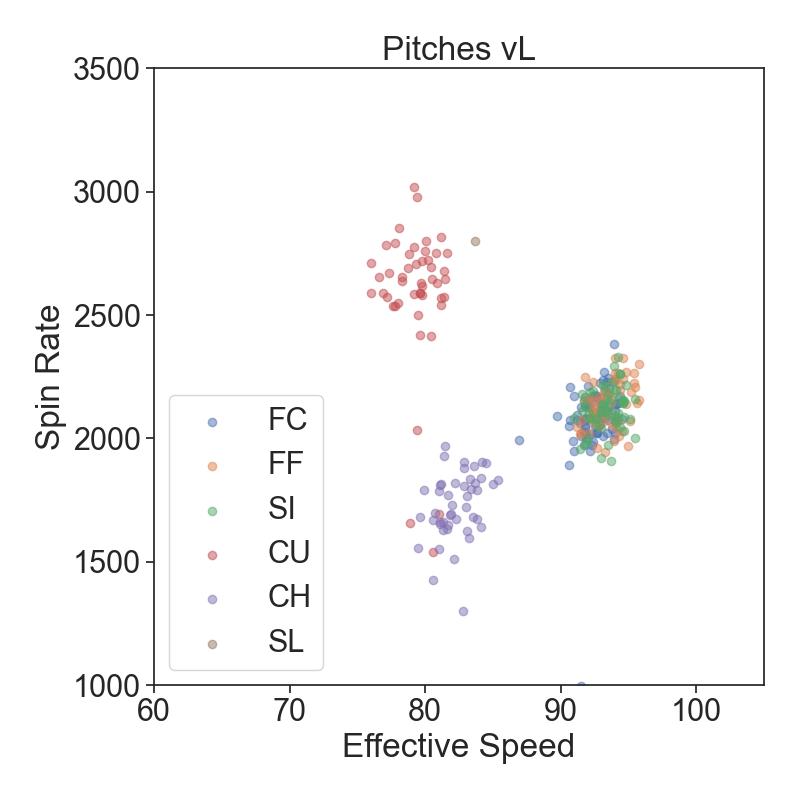 Pitches vL
3500
3000
2500
2000
1500
1000
Spin Rate
FC
FF
SI
CU
CH
SL
60 70 80 90 100
Effective Speed